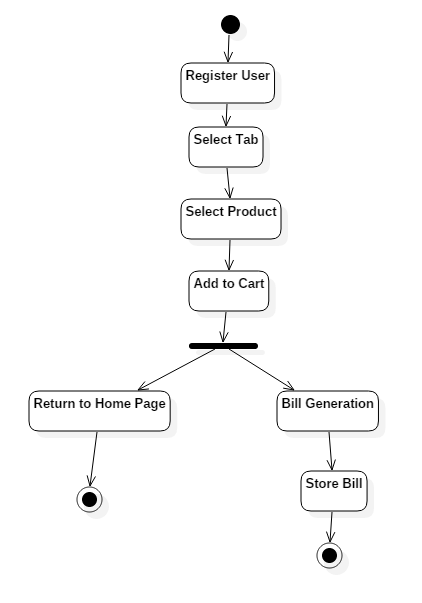 Register User
Select Tab
Select Product
Add to Cart
Return to Home Page
Bill Generation
Store Bill